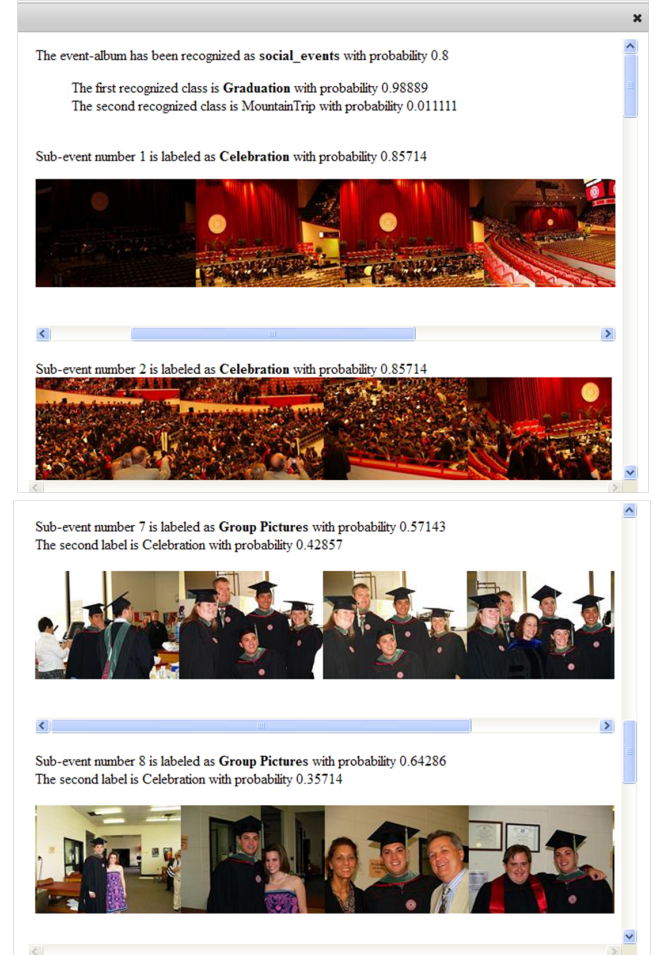 The event-album has been recognized as social_events with probability 0.8
The first recognized class is Graduation with probability 0.98889
The second recognized class is MountainTrip with probability 0.011111
Sub-event number 1 is labeled as Celebration with probability 0.85714
Sub-event number 2 is labeled as Celebration with probability 0.85714
Sub-event number 7 is labeled as Group Pictures with probability 0.57143
The second label is Celebration with probability 0.42857
Sub-event number 8 is labeled as Group Pictures with probability 0.64286
The second label is Celebration with probability 0.35714